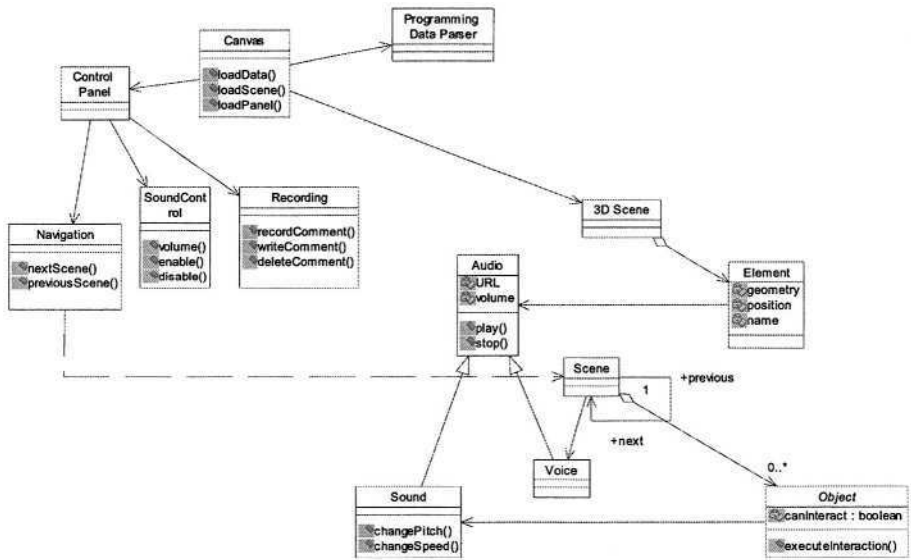 Programming
Data Parser
Canvas
loadData()
loadScene()
loadPanel()
Control
Panel
SoundCont
rol
volume()
enable()
disable()
Recording
recordComment()
writeComment()
deleteComment()
Navigation
nextScene()
previousScene()
3D Scene
Element
geometry
position
name
Audio
URL
volume
play()
stop()
Scene
1
+previous
+next
0..*
Voice
Sound
changePitch()
changeSpeed()
Object
canInteract : boolean
executeInteraction()